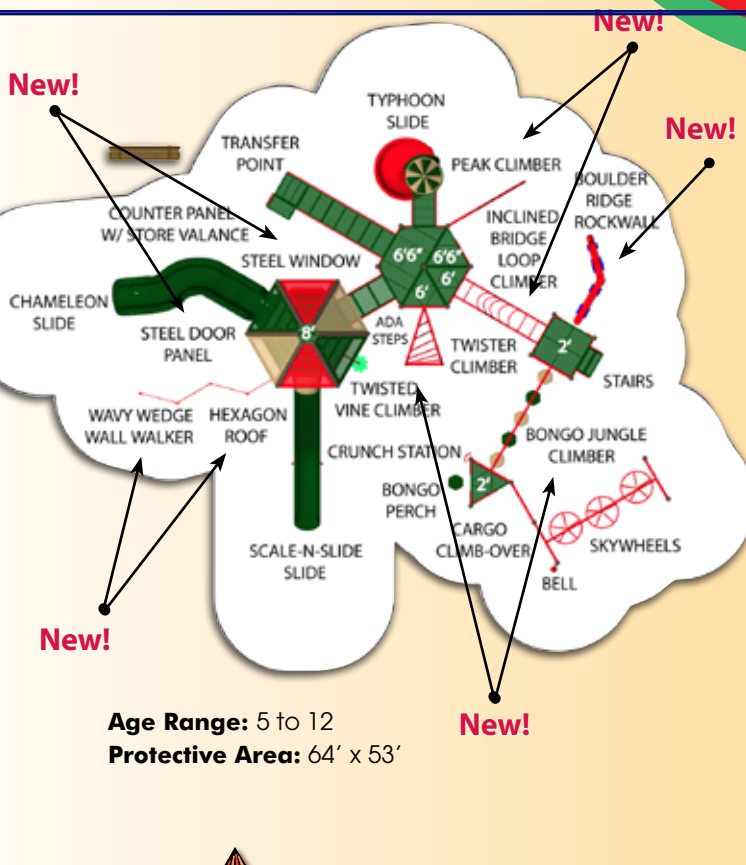 New!
New!
New!
TYPHOON
SLIDE
TRANSFER
POINT
PEAK CLIMBER
BOULDER
RIDGE
ROCKWALL
COUNTER PANEL
W/ STORE VALANCE
INCLINED
BRIDGE
LOOP
CLIMBER
STEEL WINDOW
6'6"
6'6"
6'
6'
CHAMELEON
SLIDE
STEEL DOOR
PANEL
8'
ADA
STEPS
TWISTER
CLIMBER
2'
STAIRS
TWISTED
VINE CLIMBER
WAVY WEDGE
WALL WALKER
HEXAGON
ROOF
CRUNCH STATION
BONGO JUNGLE
CLIMBER
BONGO
PERCH
2'
CARGO
CLIMB-OVER
SKYWHEELS
BELL
SCALE-N-SLIDE
SLIDE
New!
New!
Age Range: 5 to 12
Protective Area: 64' x 53'